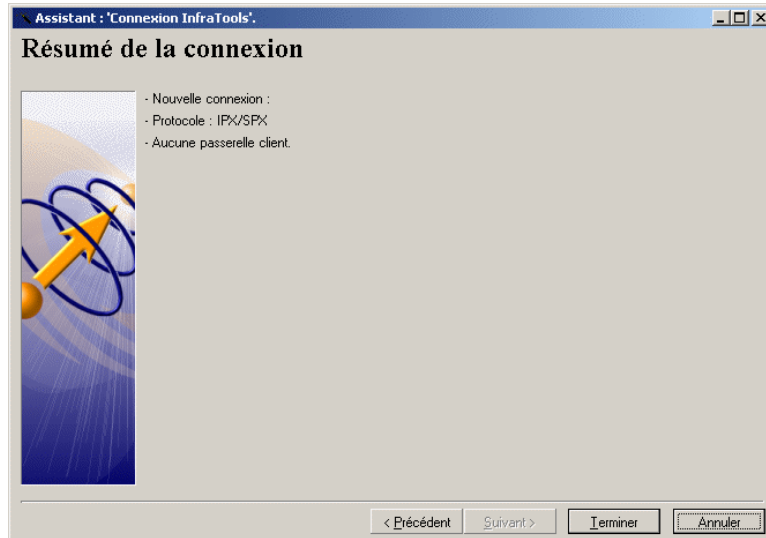 Assistant : 'Connexion InfraTools'.
Résumé de la connexion
- Nouvelle connexion :
- Protocole : IPX/SPX
- Aucune passerelle client.
< Précédent Suivant > Terminer Annuler